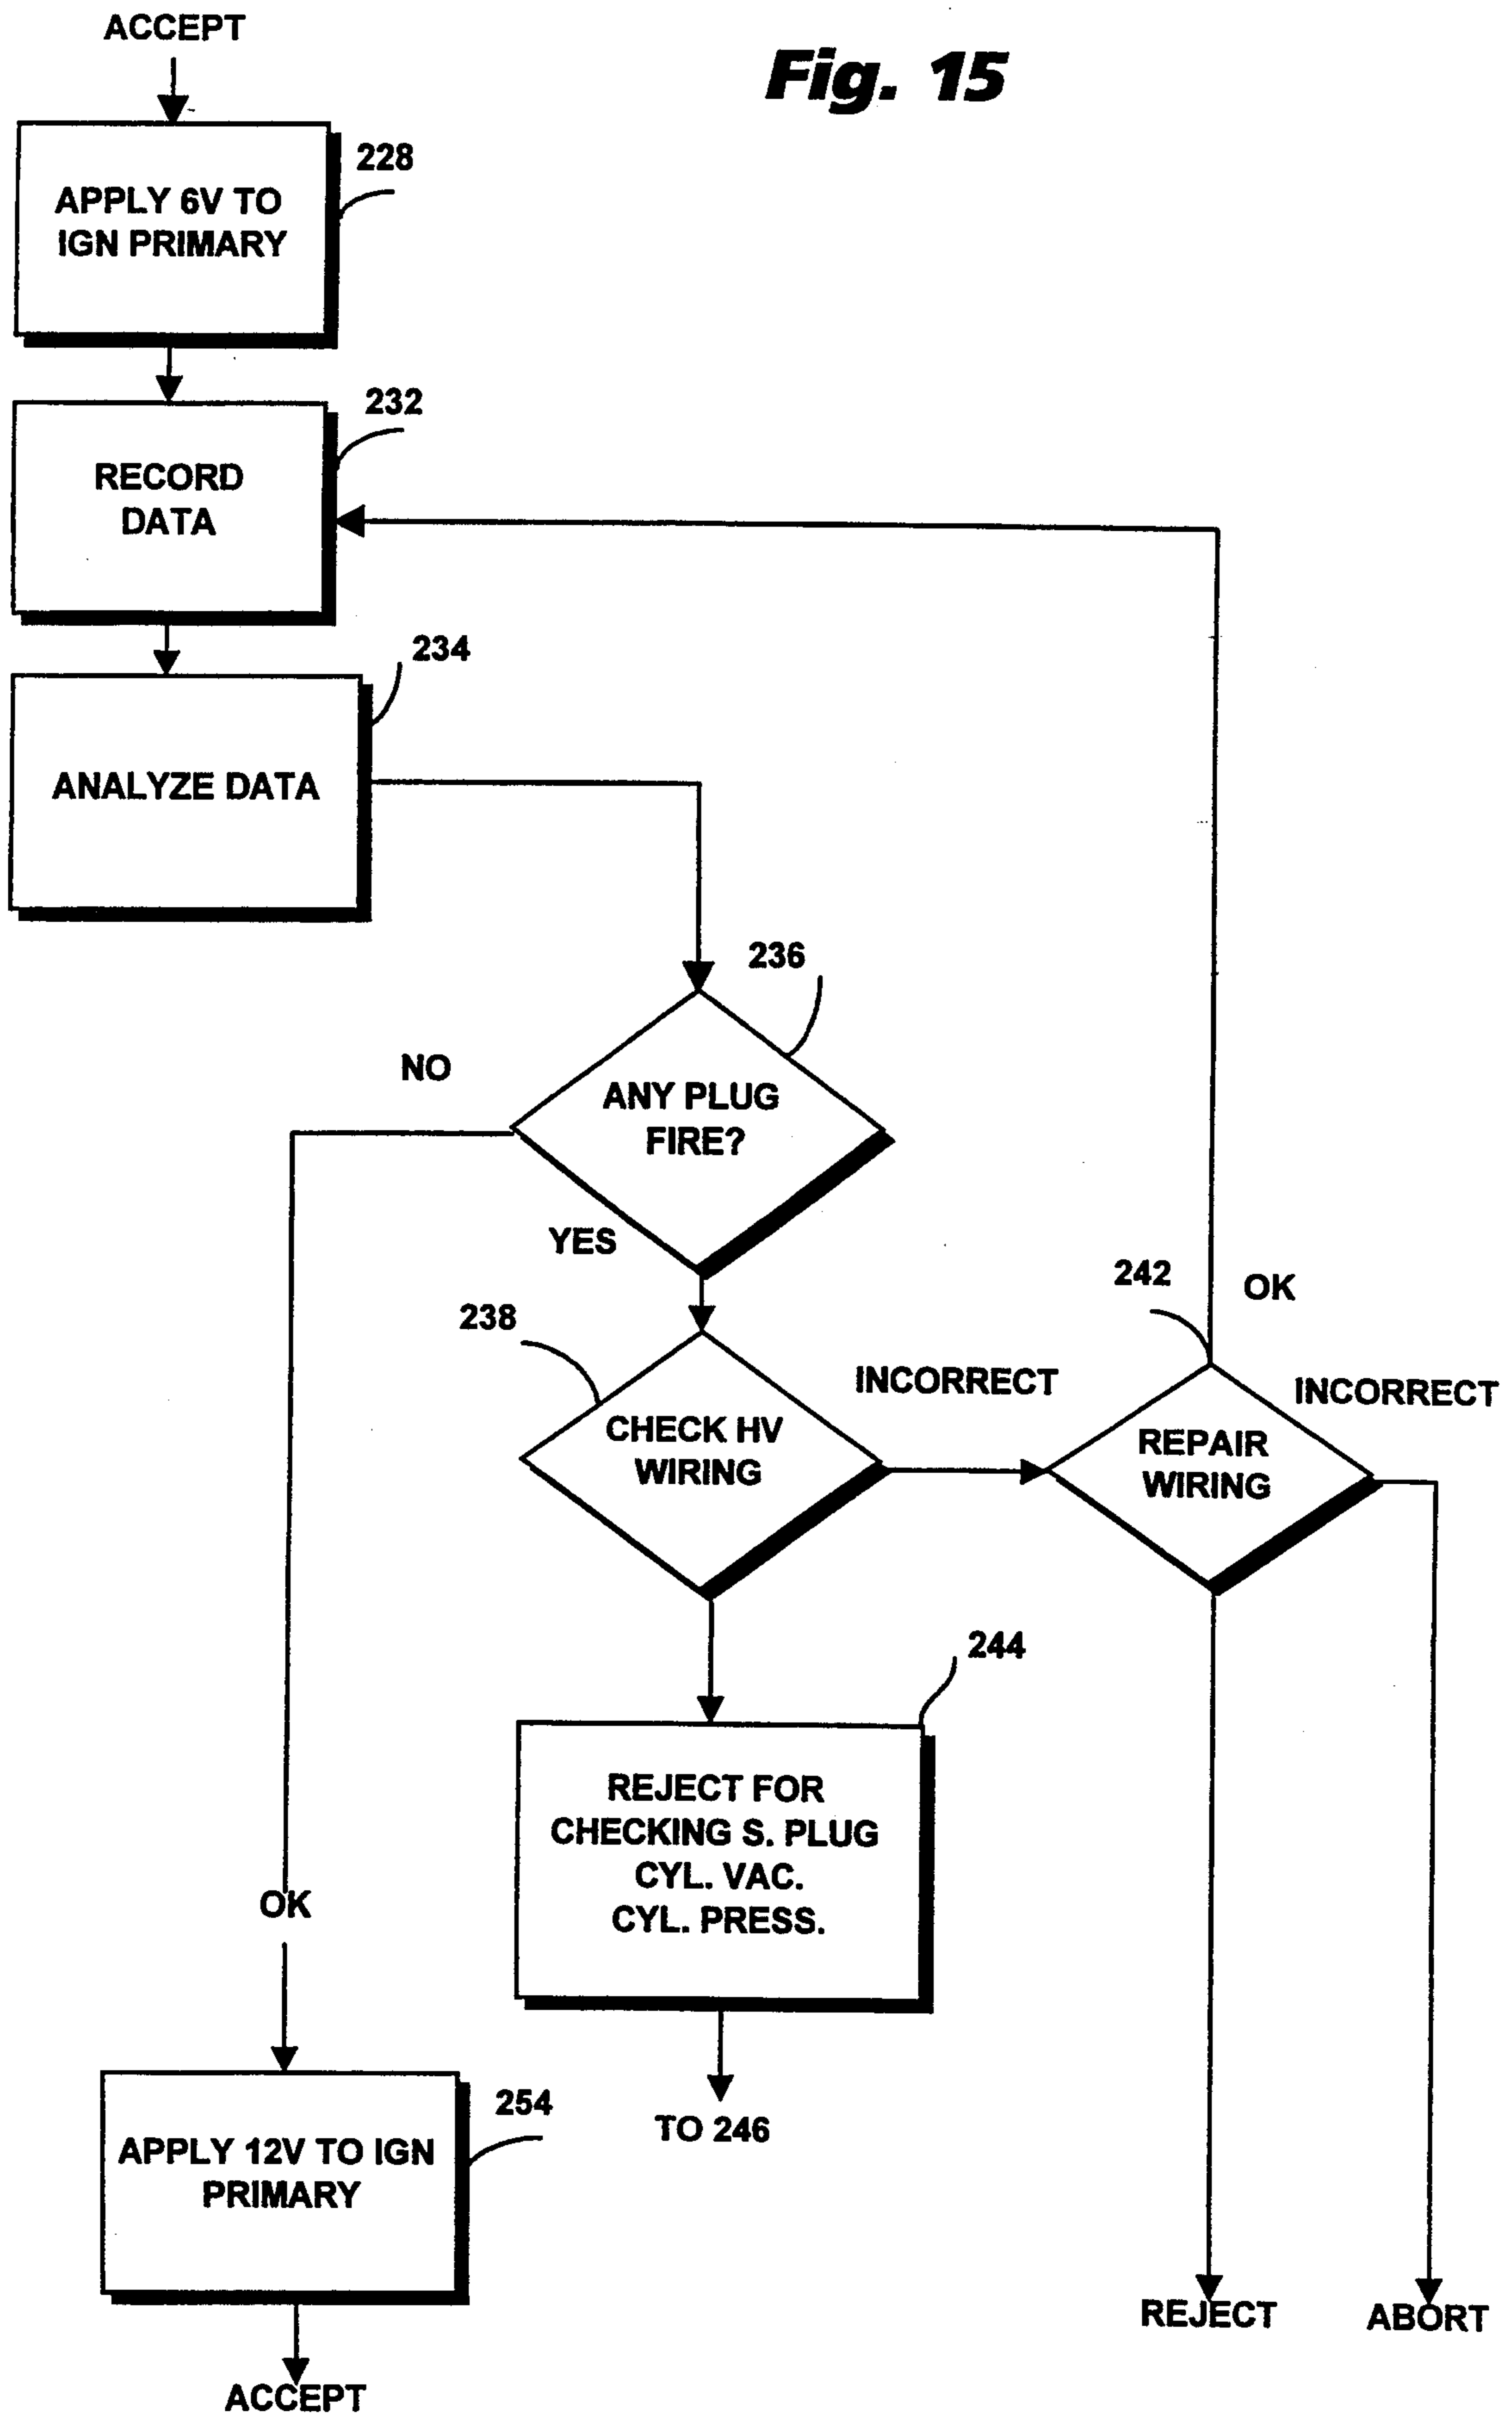 ACCEPT
Fig. 15
228
APPLY 6V TO
IGN PRIMARY
232
RECORD
DATA
234
ANALYZE DATA
236
NO
ANY PLUG
FIRE?
YES
242
OK
238
INCORRECT
INCORRECT
CHECK HV
WIRING
REPAIR
WIRING
244
REJECT FOR
CHECKING S. PLUG
CYL. VAC.
CYL. PRESS.
OK
254
TO 246
APPLY 12V TO IGN
PRIMARY
REJECT
ABORT
ACCEPT